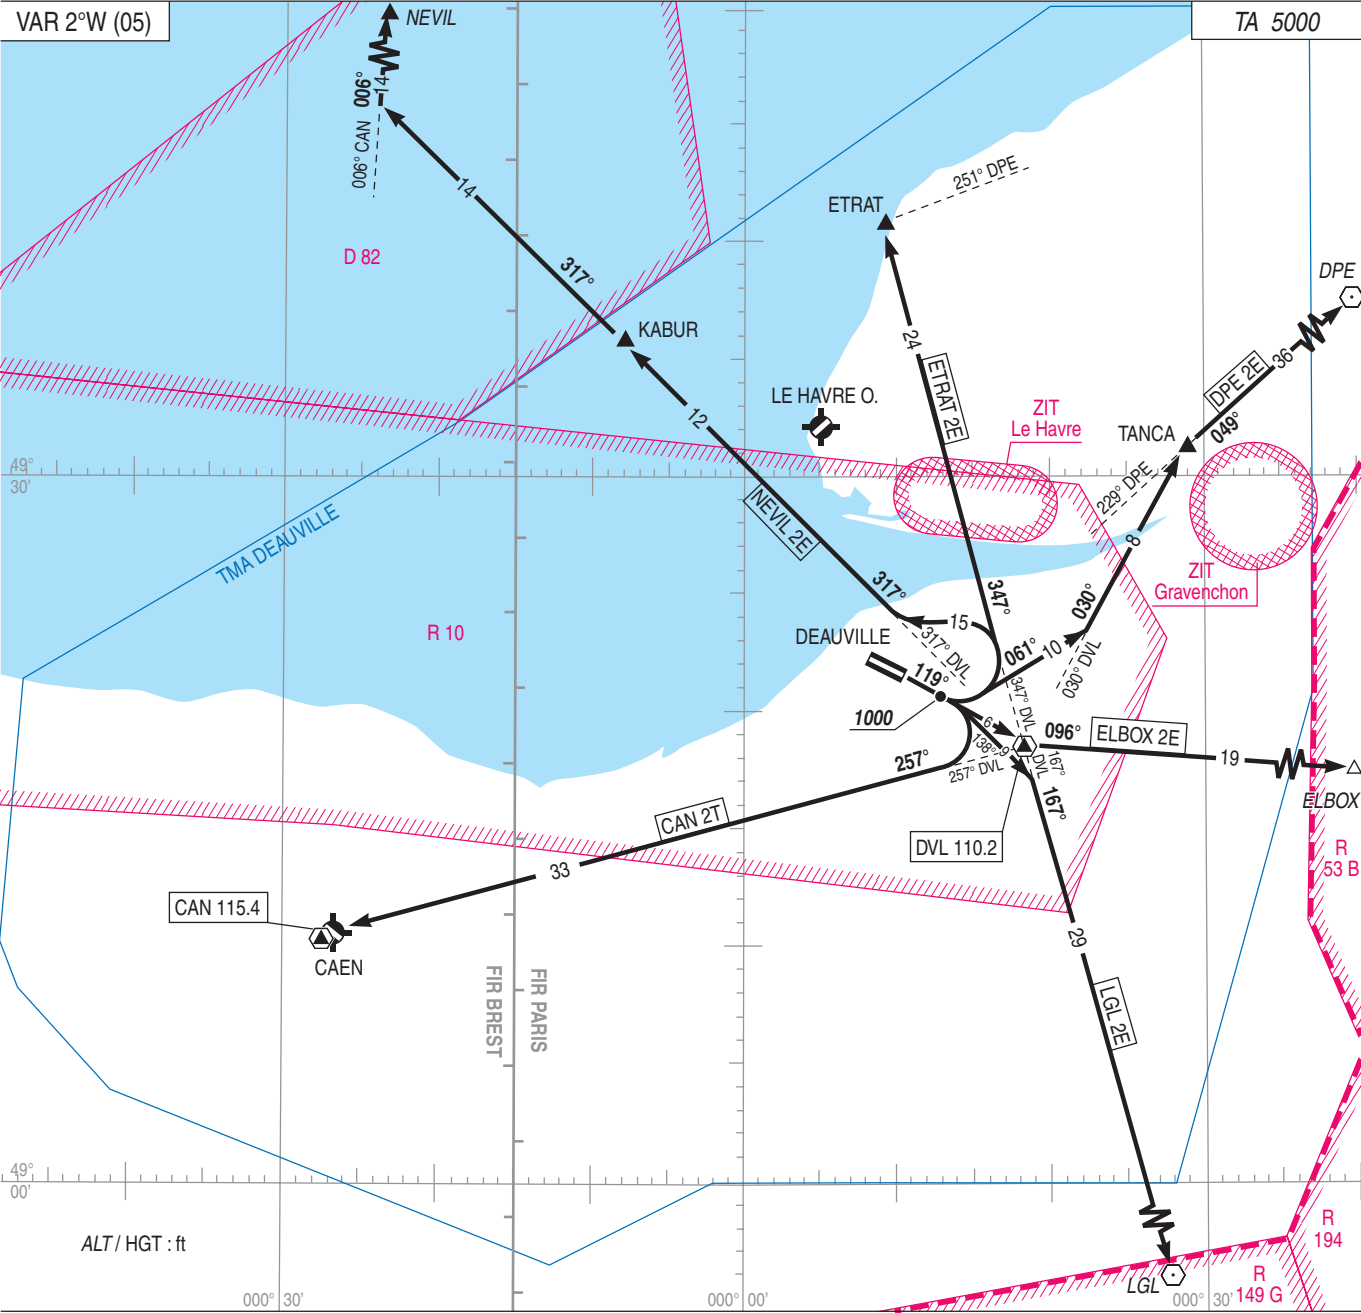 VAR 2°W (05)
NEVIL
TA 5000
006°
14
006° CAN
14
251° DPE
ETRAT
D 82
317°
DPE
KABUR
24
36
ETRAT 2E
DPE 2E
LE HAVRE O.
ZIT
Le Havre
12
TANCA
049°
49°
30'
229° DPE
NEVIL 2E
TMA DEAUVILLE
8
ZIT
Gravenchon
317°
347°
030°
R 10
DEAUVILLE
15
317° DVL
061°
10
030° DVL
119°
347° DVL
1000
6
096°
ELBOX 2E
19
138°
9
257°
257° DVL
167°
DVL
ELBOX
167°
CAN 2T
DVL 110.2
R
53 B
33
CAN 115.4
29
CAEN
FIR BREST
FIR PARIS
LGL 2E
49°
00'
ALT / HGT : ft
R
194
LGL
R
149 G
000° 30'
000° 00'
000° 30'